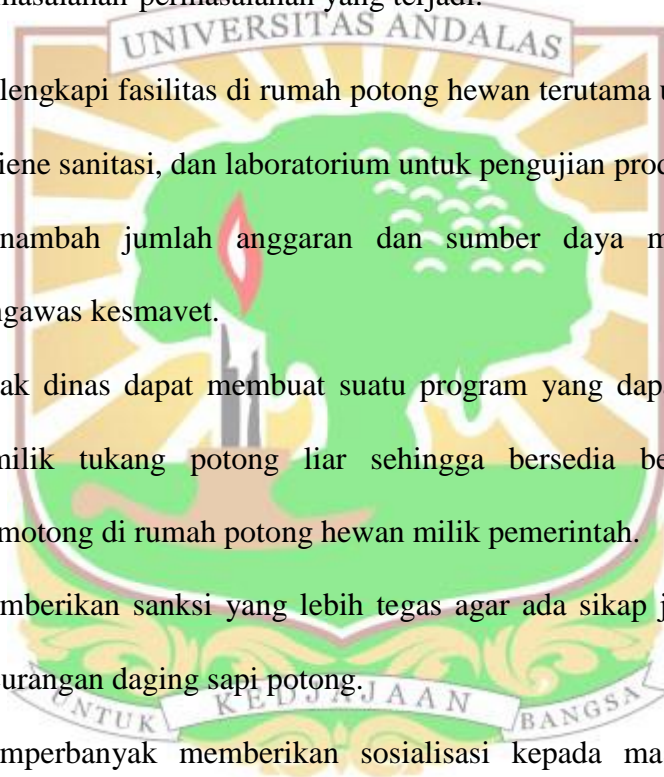 masalahan-permasalahan yang terjadi.
UNIVERSITAS ANDALAS
lengkapi fasilitas di rumah potong hewan terutama u
iene sanitasi, dan laboratorium untuk pengujian prod
nambah jumlah anggaran dan sumber daya m
ngawas kesmavet.
ak dinas dapat membuat suatu program yang dapa
milik tukang potong liar sehingga bersedia be
motong di rumah potong hewan milik pemerintah.
mberikan sanksi yang lebih tegas agar ada sikap j
urangan daging sapi potong.
UNTUK KEDJAJAAN BANGSA
mperbanyak memberikan sosialisasi kepada ma